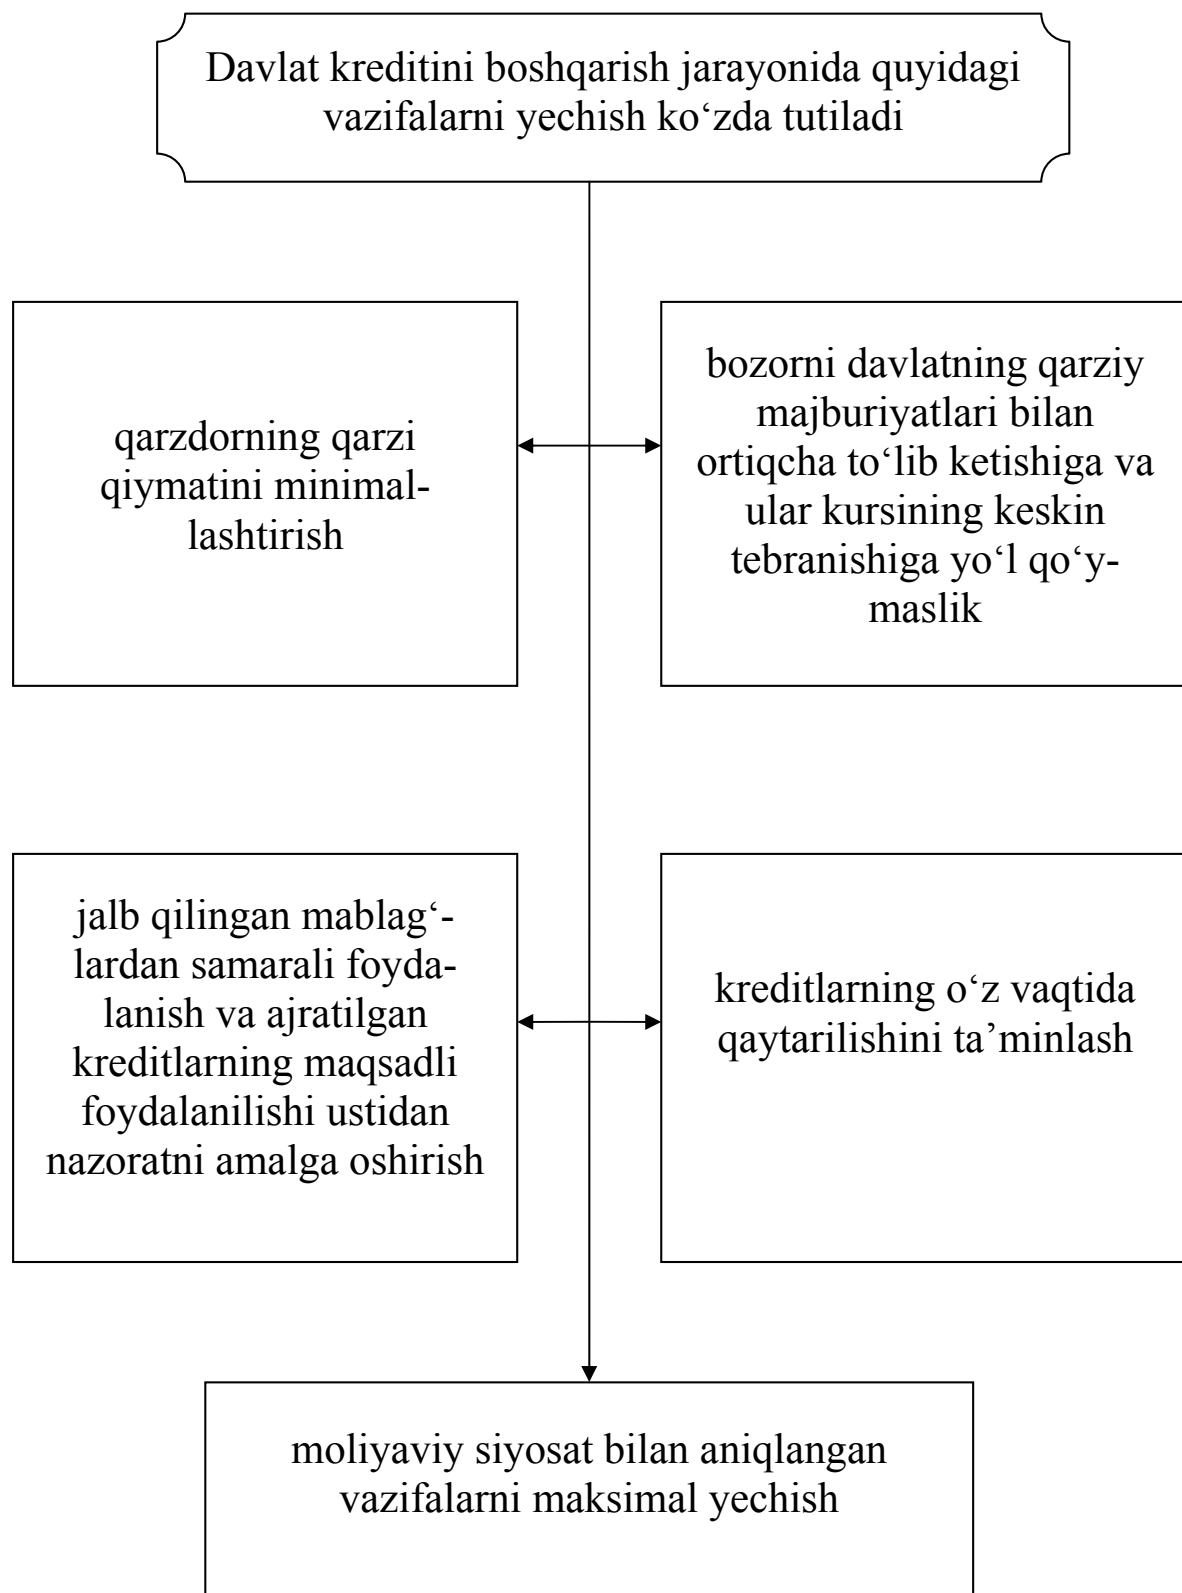 Davlat kreditini boshqarish jarayonida quyidagi
vazifalarni yechish ko‘zda tutiladi
qarzdorning qarzi
qiymatini minimal-
lashtirish
bozorni davlatning qarziy
majburiyatlari bilan
ortiqcha to‘lib ketishiga va
ular kursining keskin
tebranishiga yo‘l qo‘y-
maslik
jalb qilingan mablag‘-
lardan samarali foyda-
lanish va ajratilgan
kreditlarning maqsadli
foydalanilishi ustidan
nazoratni amalga oshirish
kreditlarning o‘z vaqtida
qaytarilishini ta’minlash
moliyaviy siyosat bilan aniqlangan
vazifalarni maksimal yechish